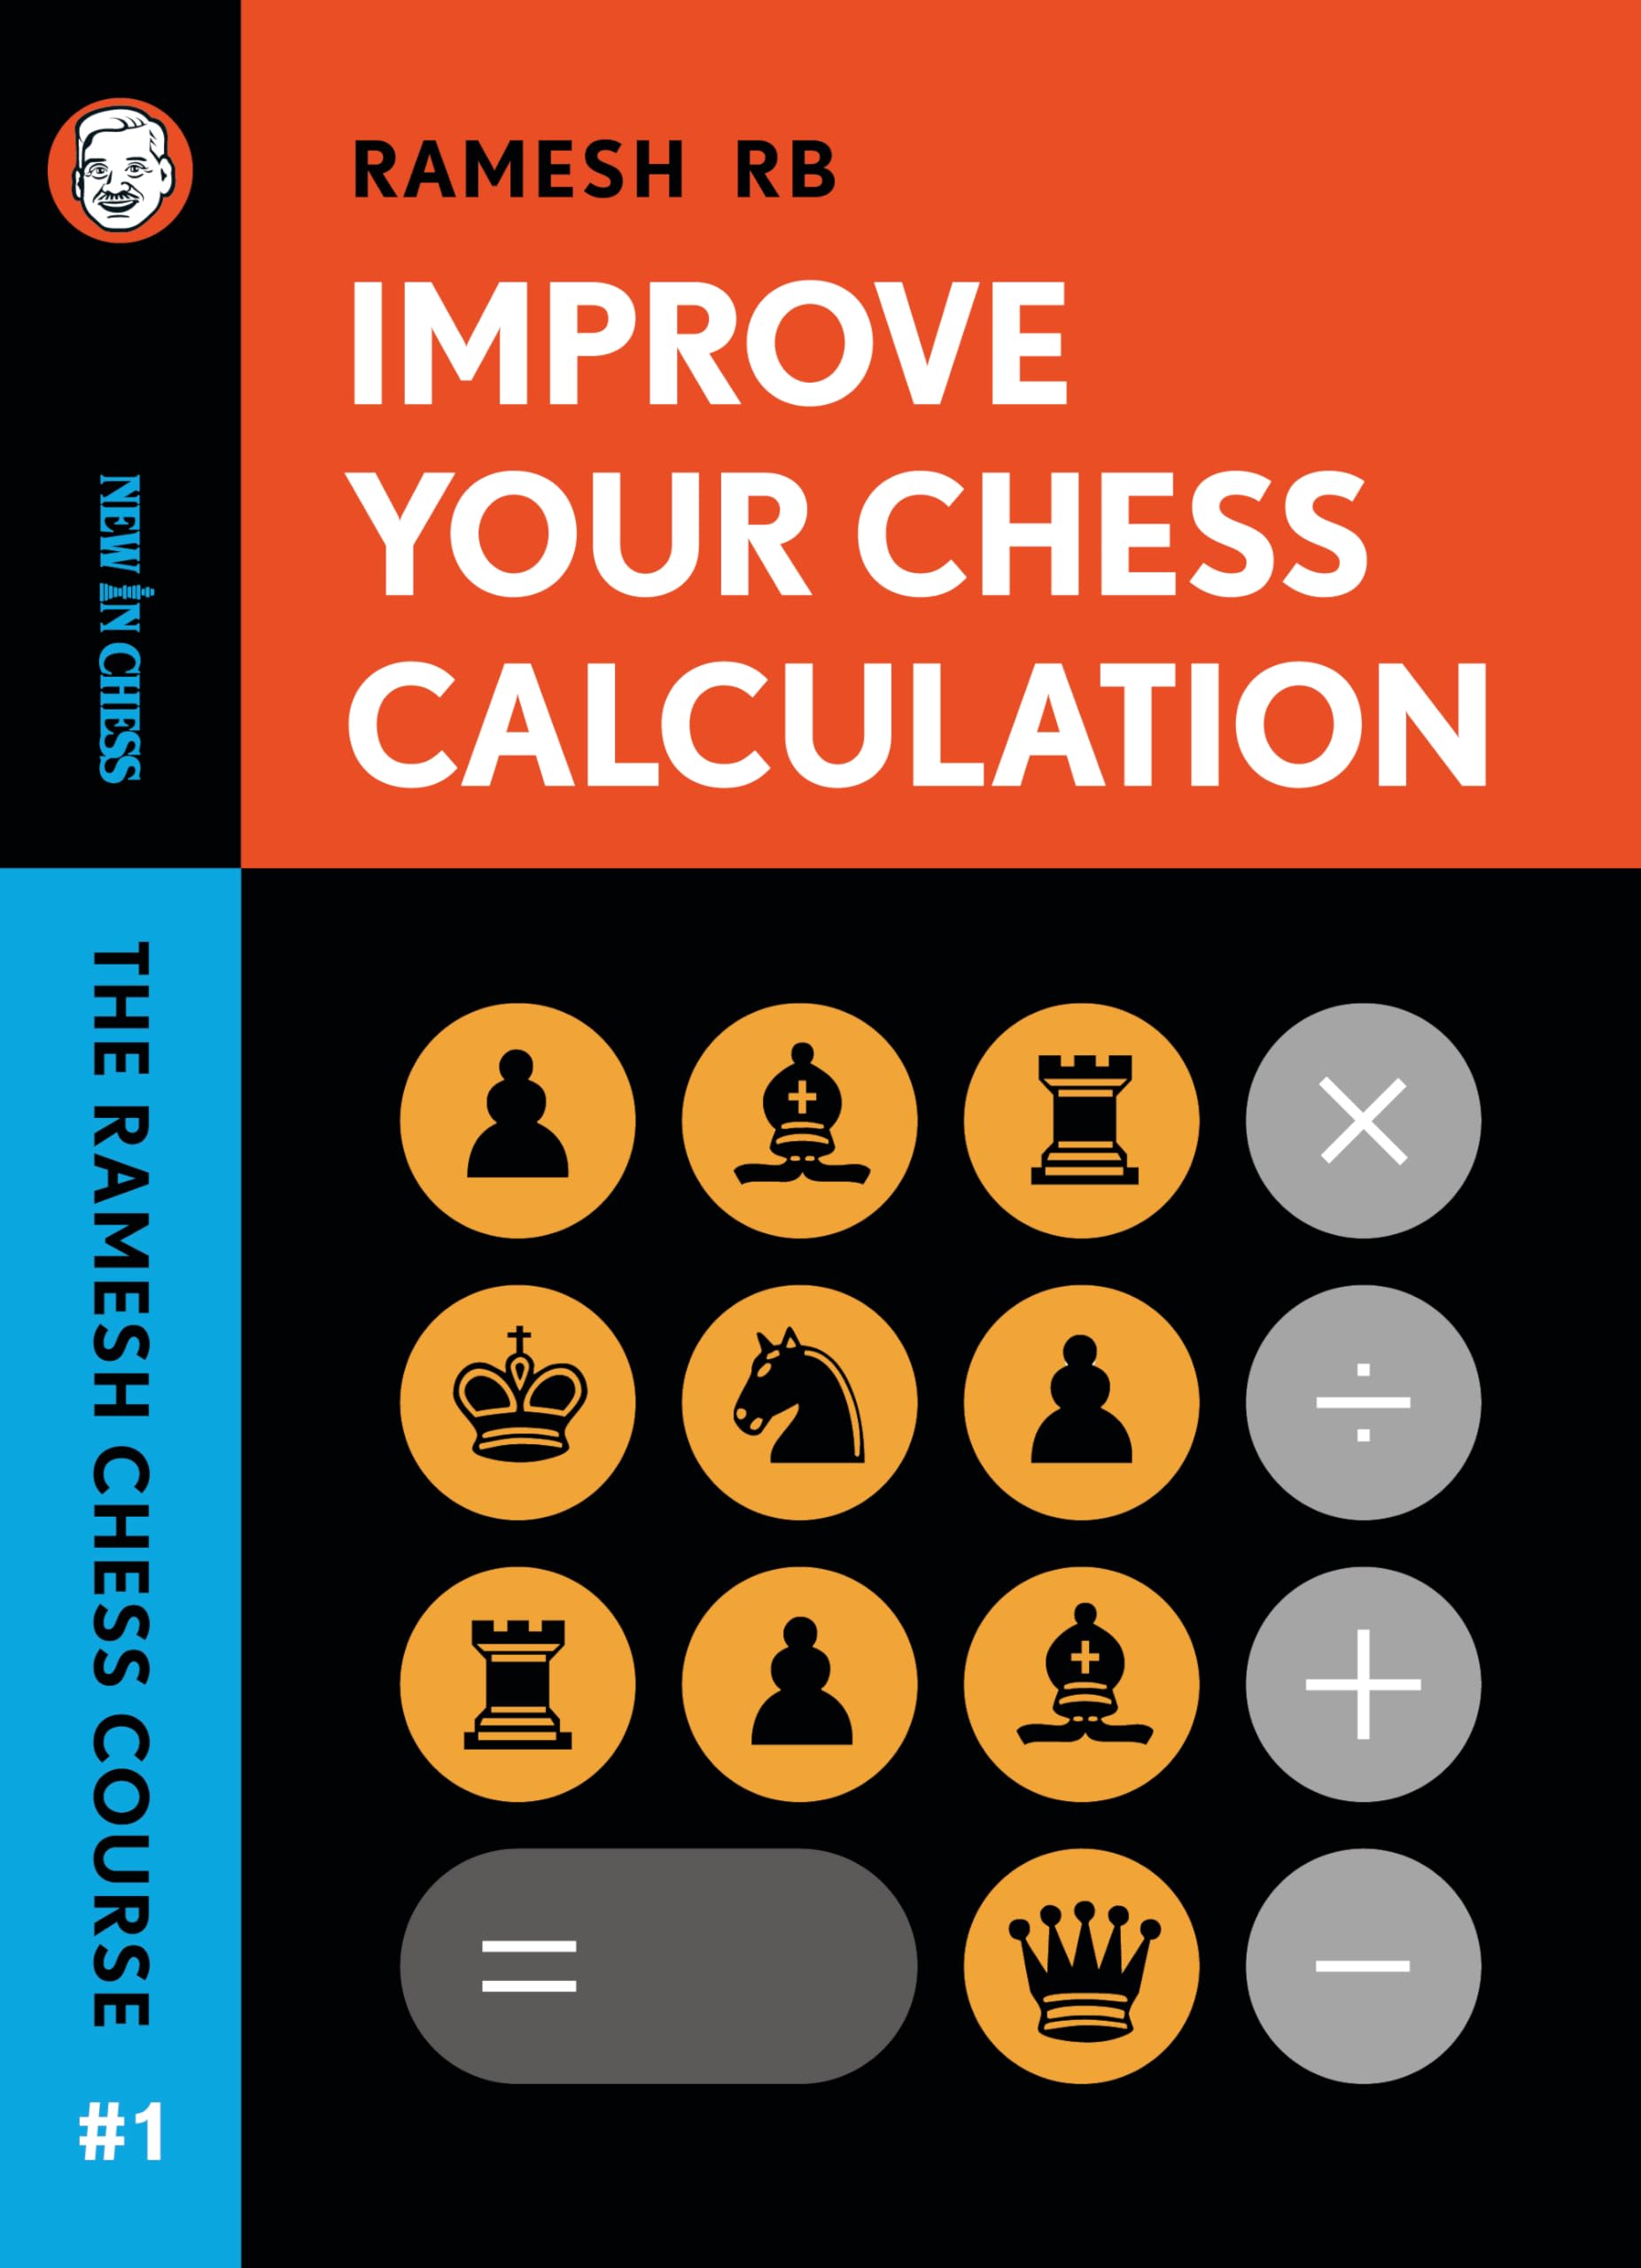 RAMESH RB
IMPROVE
YOUR CHESS
CALCULATION
NEW IN CHESS
THE RAMESH CHESS COURSE
#1
×
÷
+
=
−